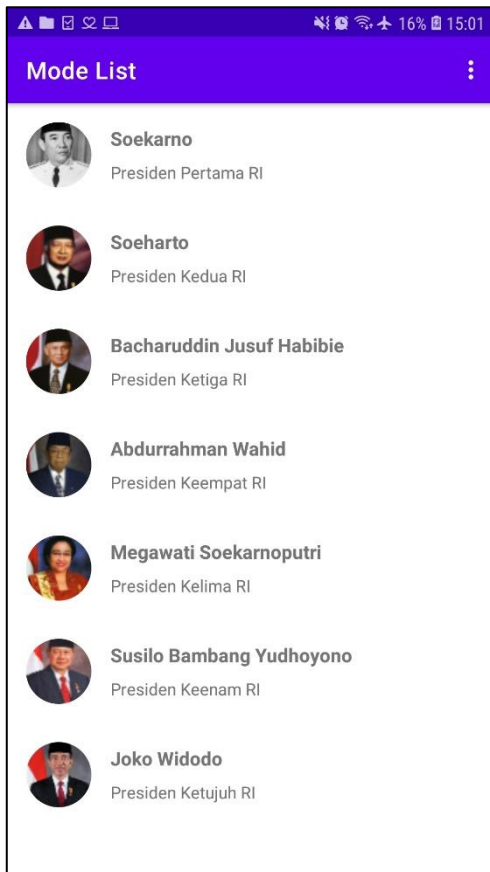 16% 15:01
Mode List
Soekarno
Presiden Pertama RI
Soeharto
Presiden Kedua RI
Bacharuddin Jusuf Habibie
Presiden Ketiga RI
Abdurrahman Wahid
Presiden Keempat RI
Megawati Soekarnoputri
Presiden Kelima RI
Susilo Bambang Yudhoyono
Presiden Keenam RI
Joko Widodo
Presiden Ketujuh RI